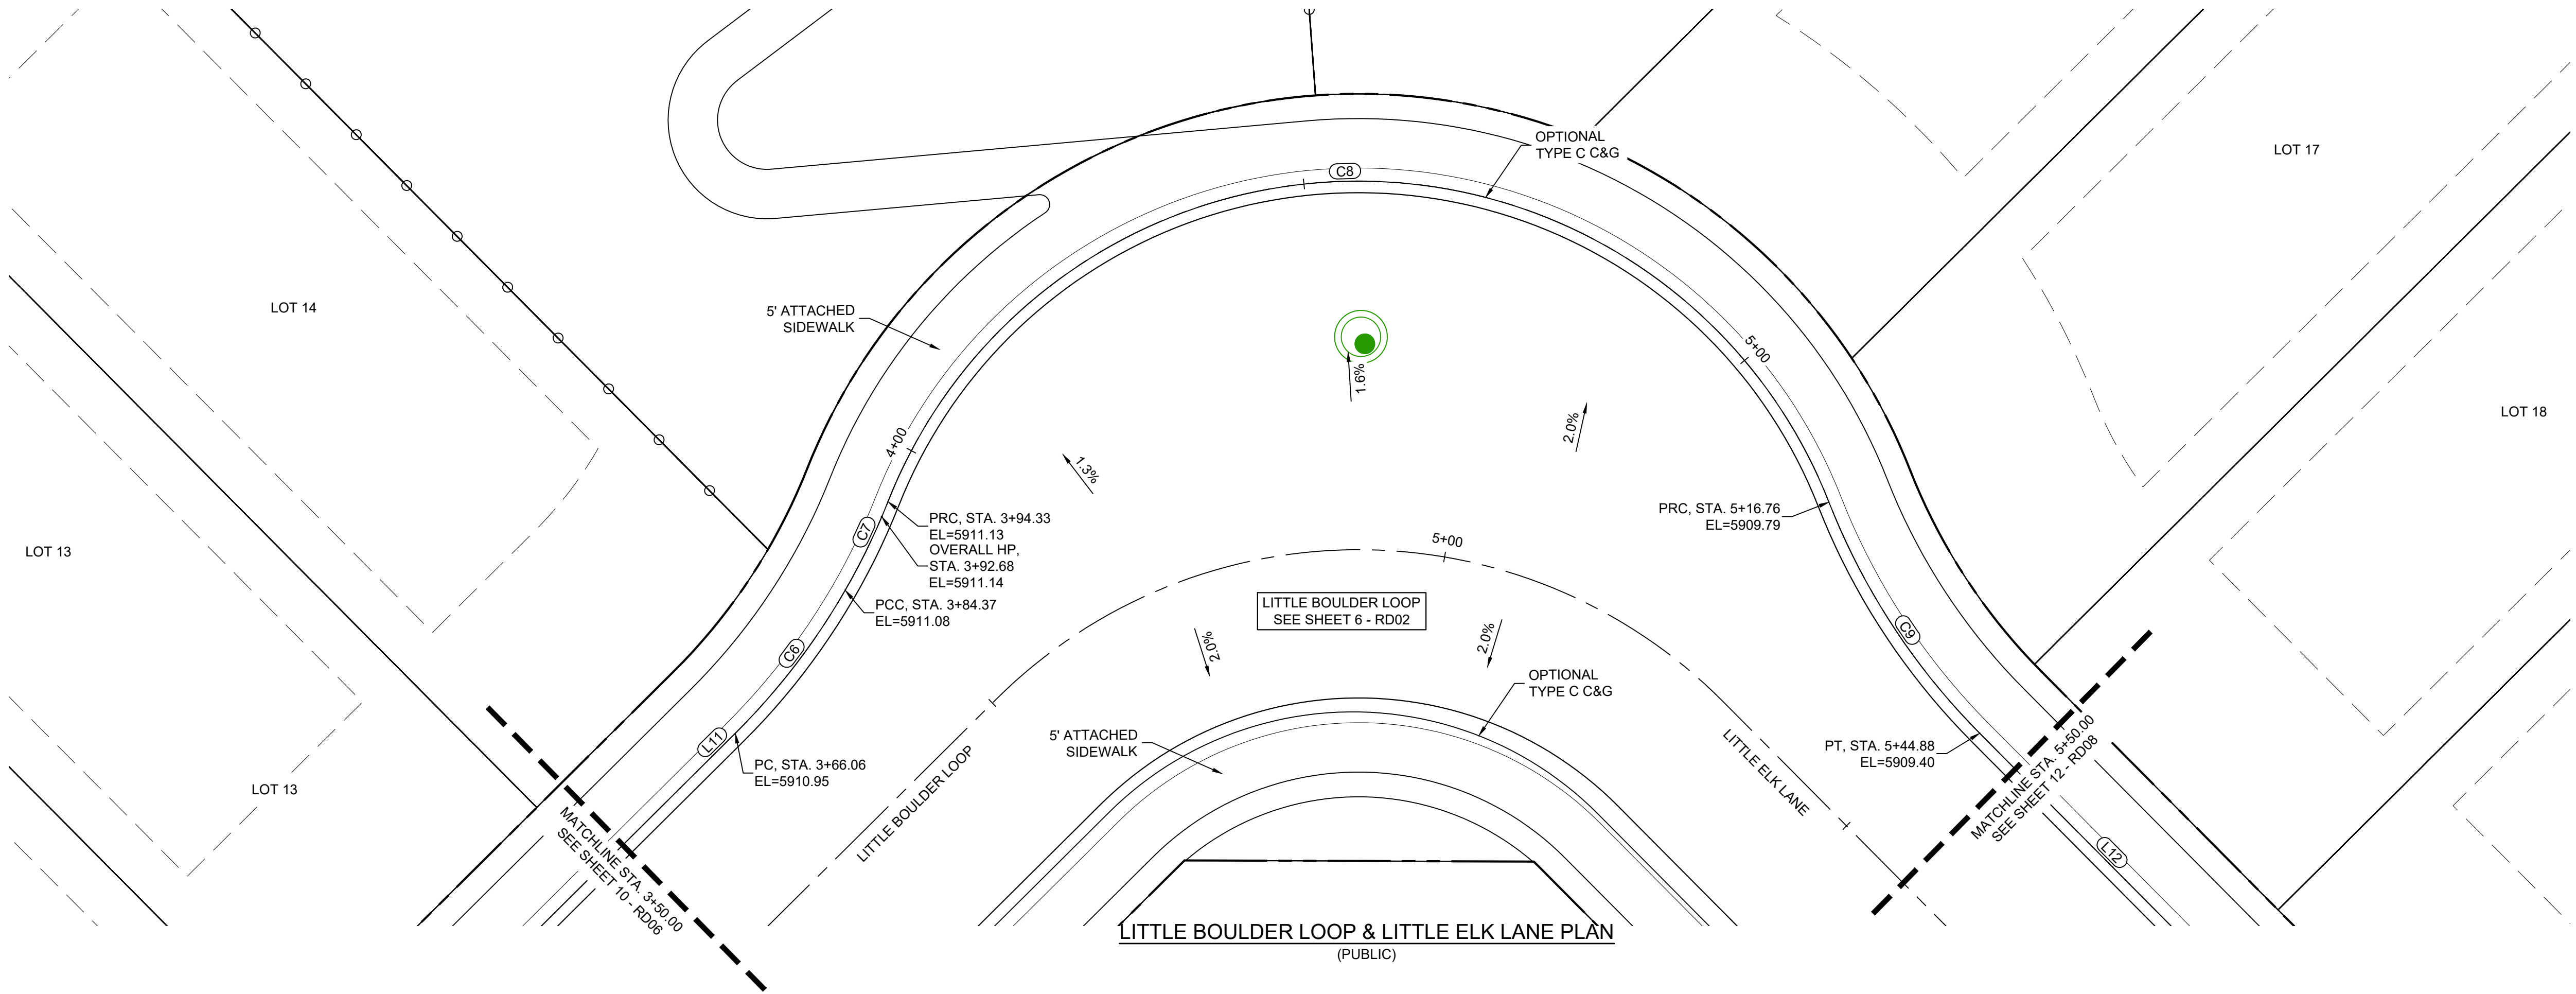 OPTIONAL
TYPE C C&G
LOT 17
C8
LOT 14
5' ATTACHED
SIDEWALK
5+00
1.6%
LOT 18
2.0%
4+00
1.3%
PRC, STA. 3+94.33
EL=5911.13
OVERALL HP,
STA. 3+92.68
EL=5911.14
C7
PRC, STA. 5+16.76
EL=5909.79
5+00
LOT 13
PCC, STA. 3+84.37
EL=5911.08
LITTLE BOULDER LOOP
SEE SHEET 6 - RD02
C9
C6
2.0%
2.0%
OPTIONAL
TYPE C C&G
5' ATTACHED
SIDEWALK
L11
PC, STA. 3+66.06
EL=5910.95
PT, STA. 5+44.88
EL=5909.40
LOT 13
LITTLE BOULDER LOOP
LITTLE ELK LANE
MATCHLINE STA. 5+50.00
SEE SHEET 12 - RD08
MATCHLINE STA. 3+50.00
SEE SHEET 10 - RD06
L12
LITTLE BOULDER LOOP & LITTLE ELK LANE PLAN
(PUBLIC)